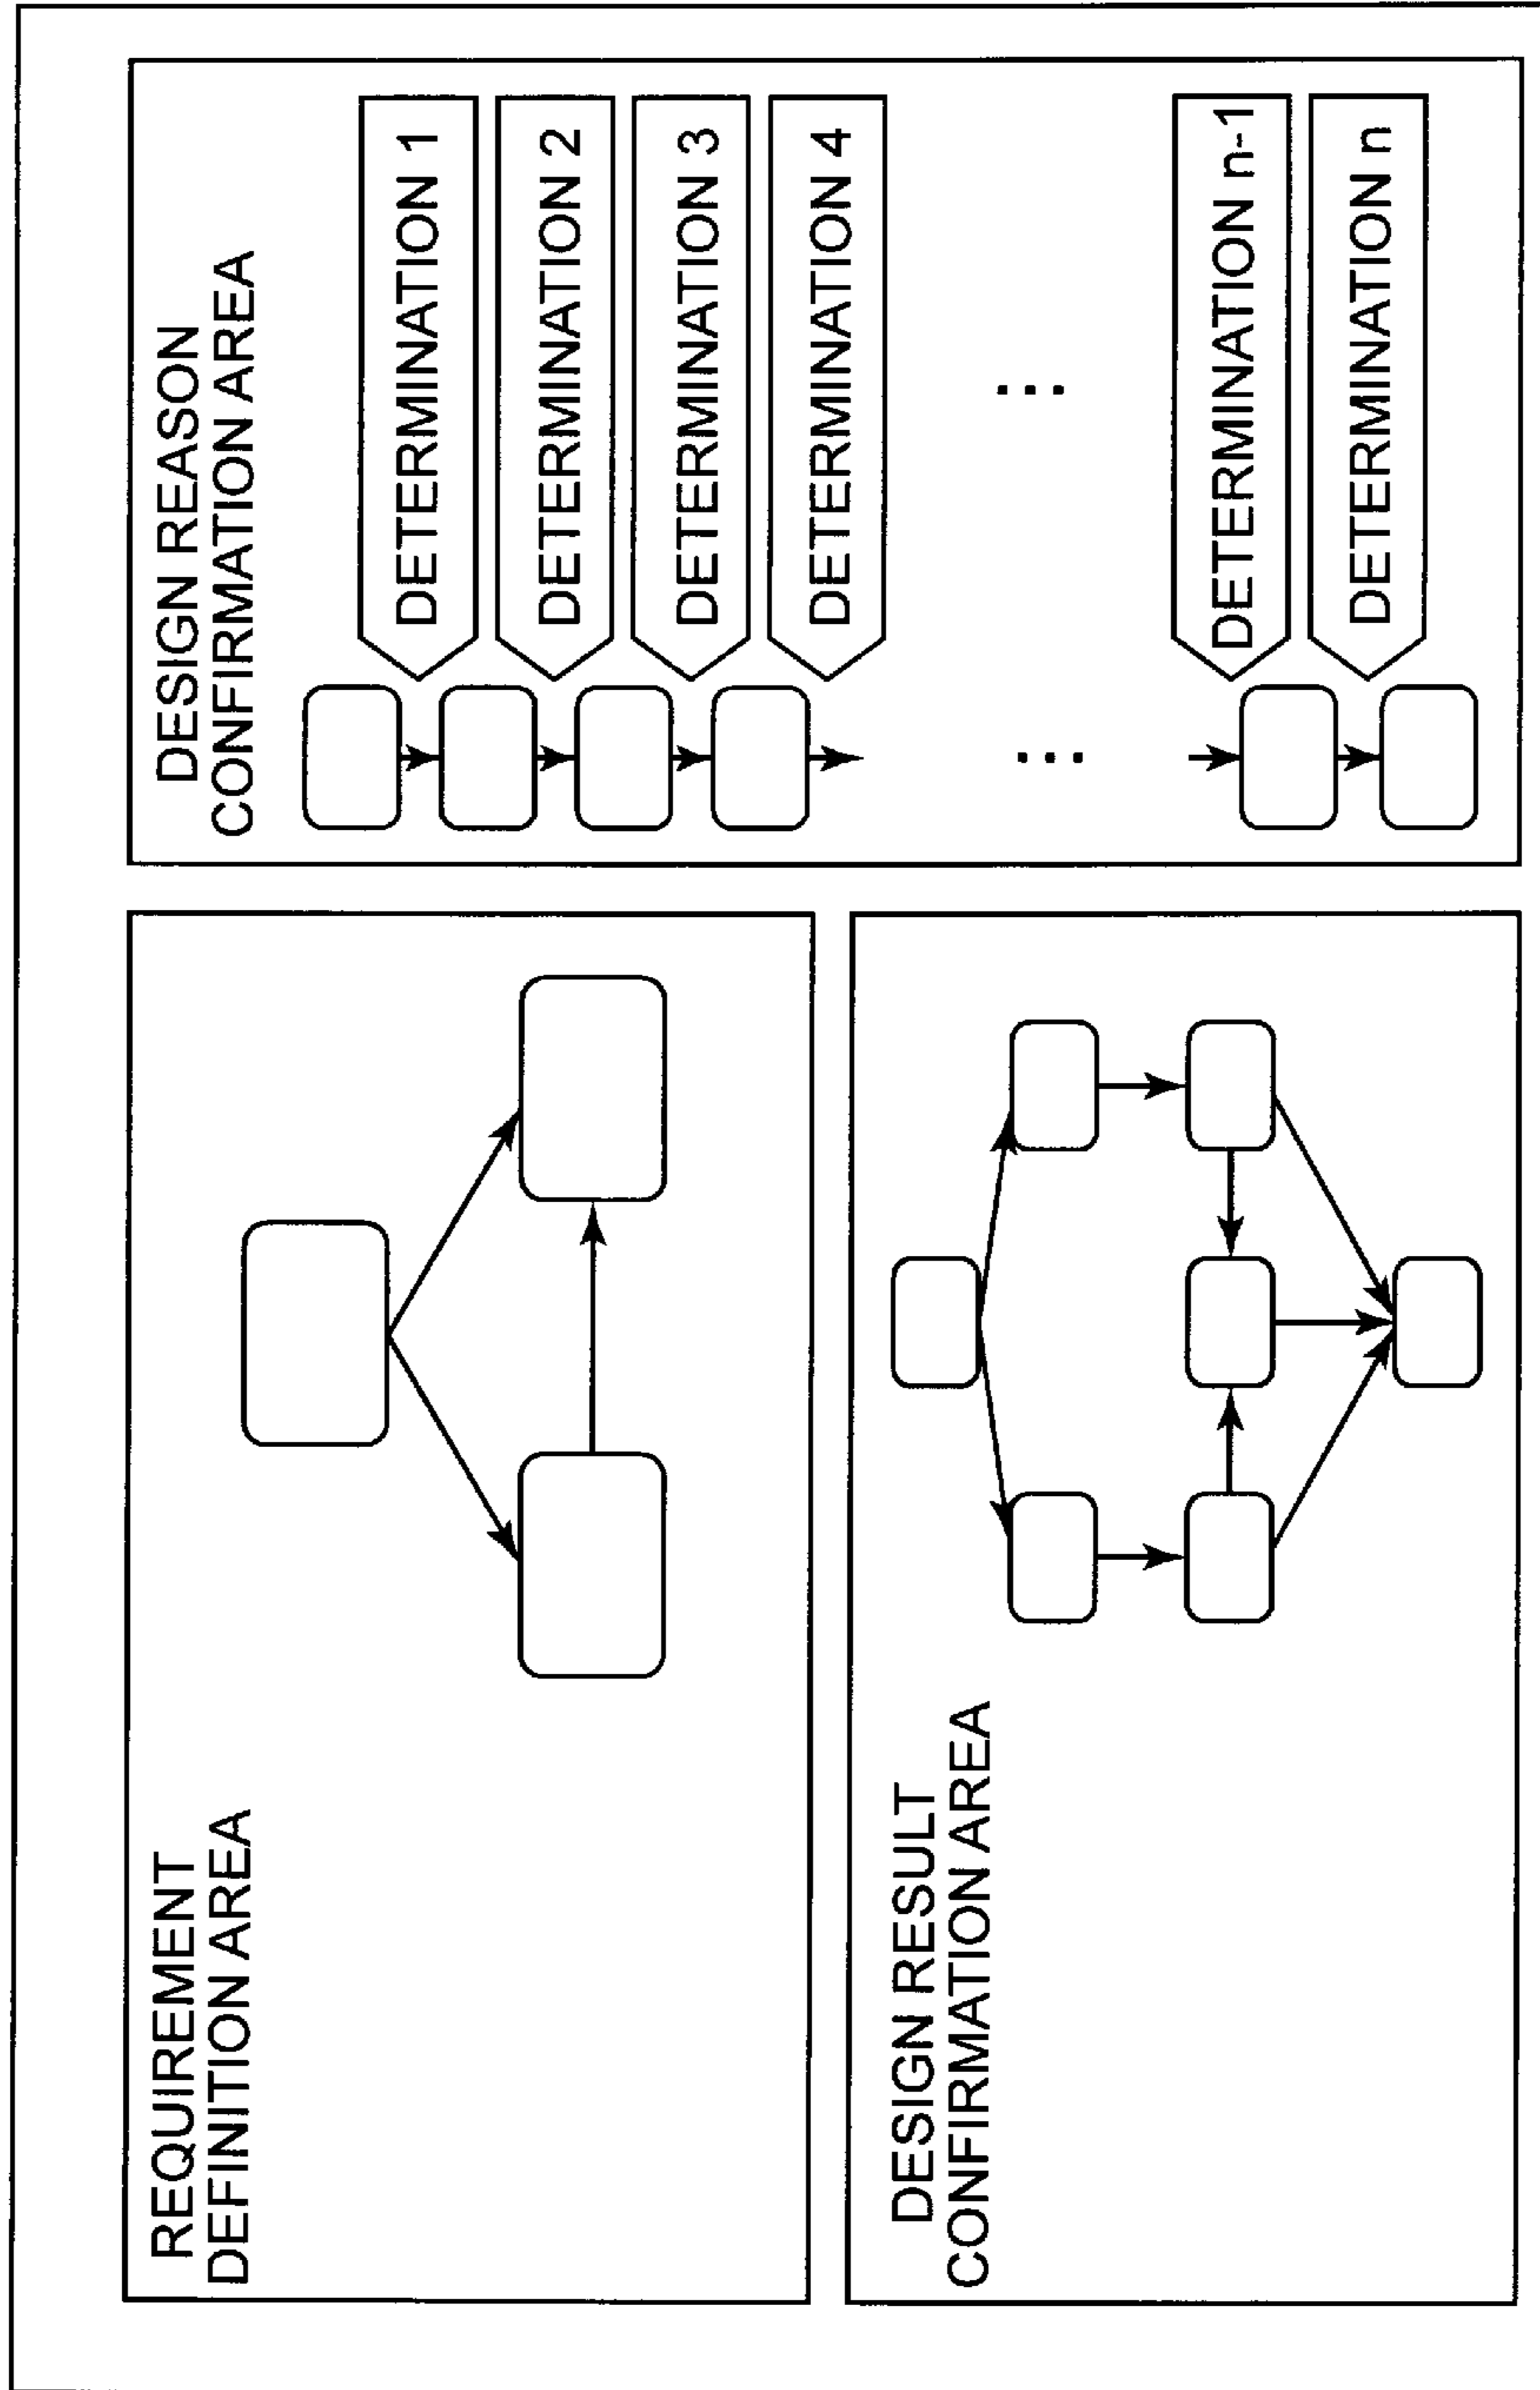 REQUIREMENT
DEFINITION AREA
DESIGN RESULT
CONFIRMATION AREA
DESIGN REASON
CONFIRMATION AREA
DETERMINATION 1
DETERMINATION 2
DETERMINATION 3
DETERMINATION 4
...
...
DETERMINATION n-1
DETERMINATION n